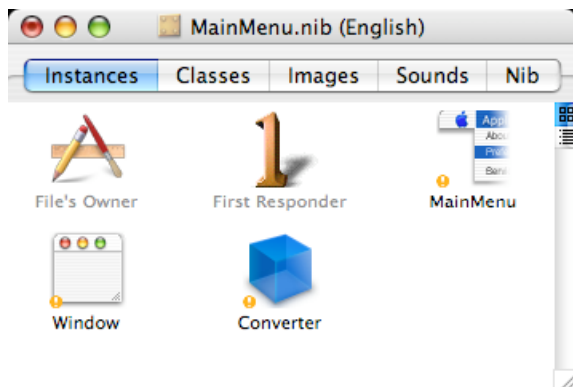 MainMenu.nib (English)
Instances Classes Images Sounds Nib
File's Owner First Responder MainMenu
Window Converter